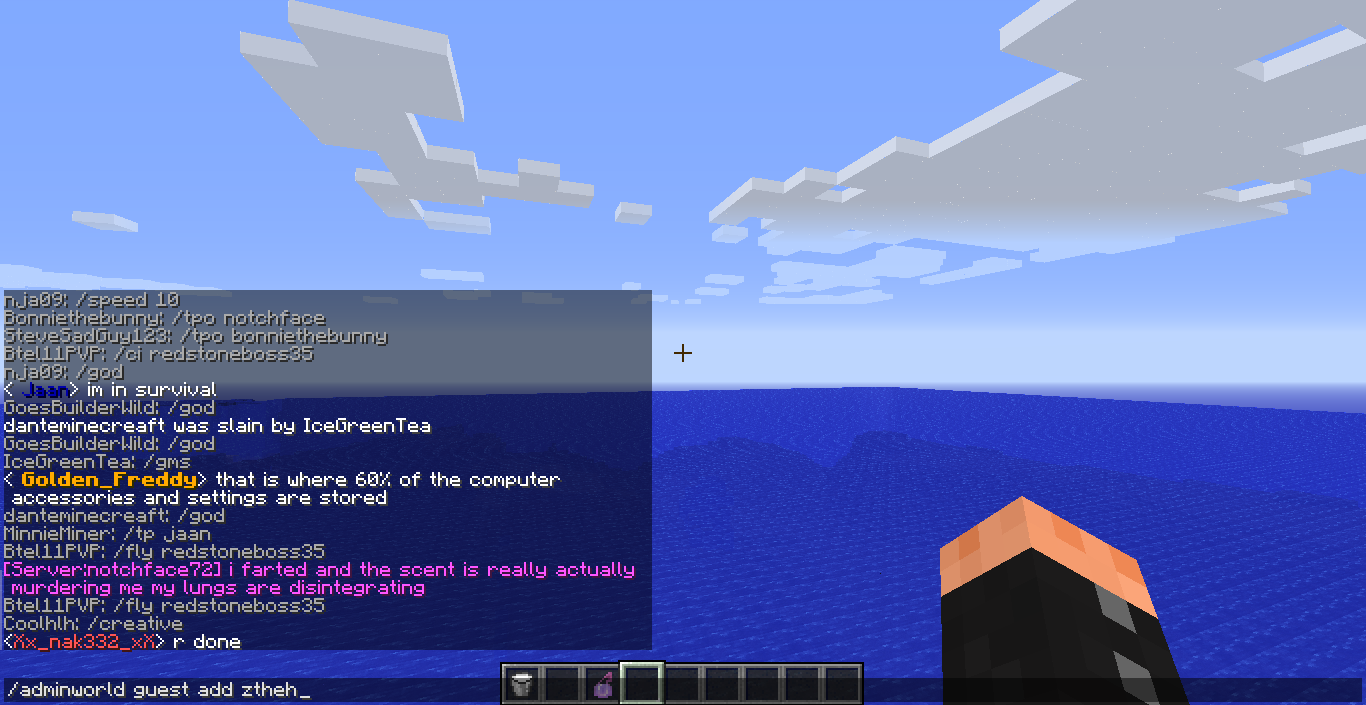 nja09: /speed 10
Bonniethebunny: /tpo notchface
Steve5adGuy123: /tpo bonniethebunny
Btel11PVP: /ci redstoneboss35
nja09: /god
< Jaan> im in survival
GoesBuilderWild: /god
danteminecreaft was slain by IceGreenTea
GoesBuilderWild: /god
IceGreenTea: /gms
< Golden_Freddy> that is where 60% of the computer
accessories and settings are stored
danteminecreaft: /god
MinnieMiner: /tp jaan
Btel11PVP: /fly redstoneboss35
[Server:notchface72] i farted and the scent is really actually
murdering me my lungs are disintegrating
Btel11PVP: /fly redstoneboss35
Coolhlh: /creative
<Xx_nak332_xX> r done
/adminworld guest add ztheh_